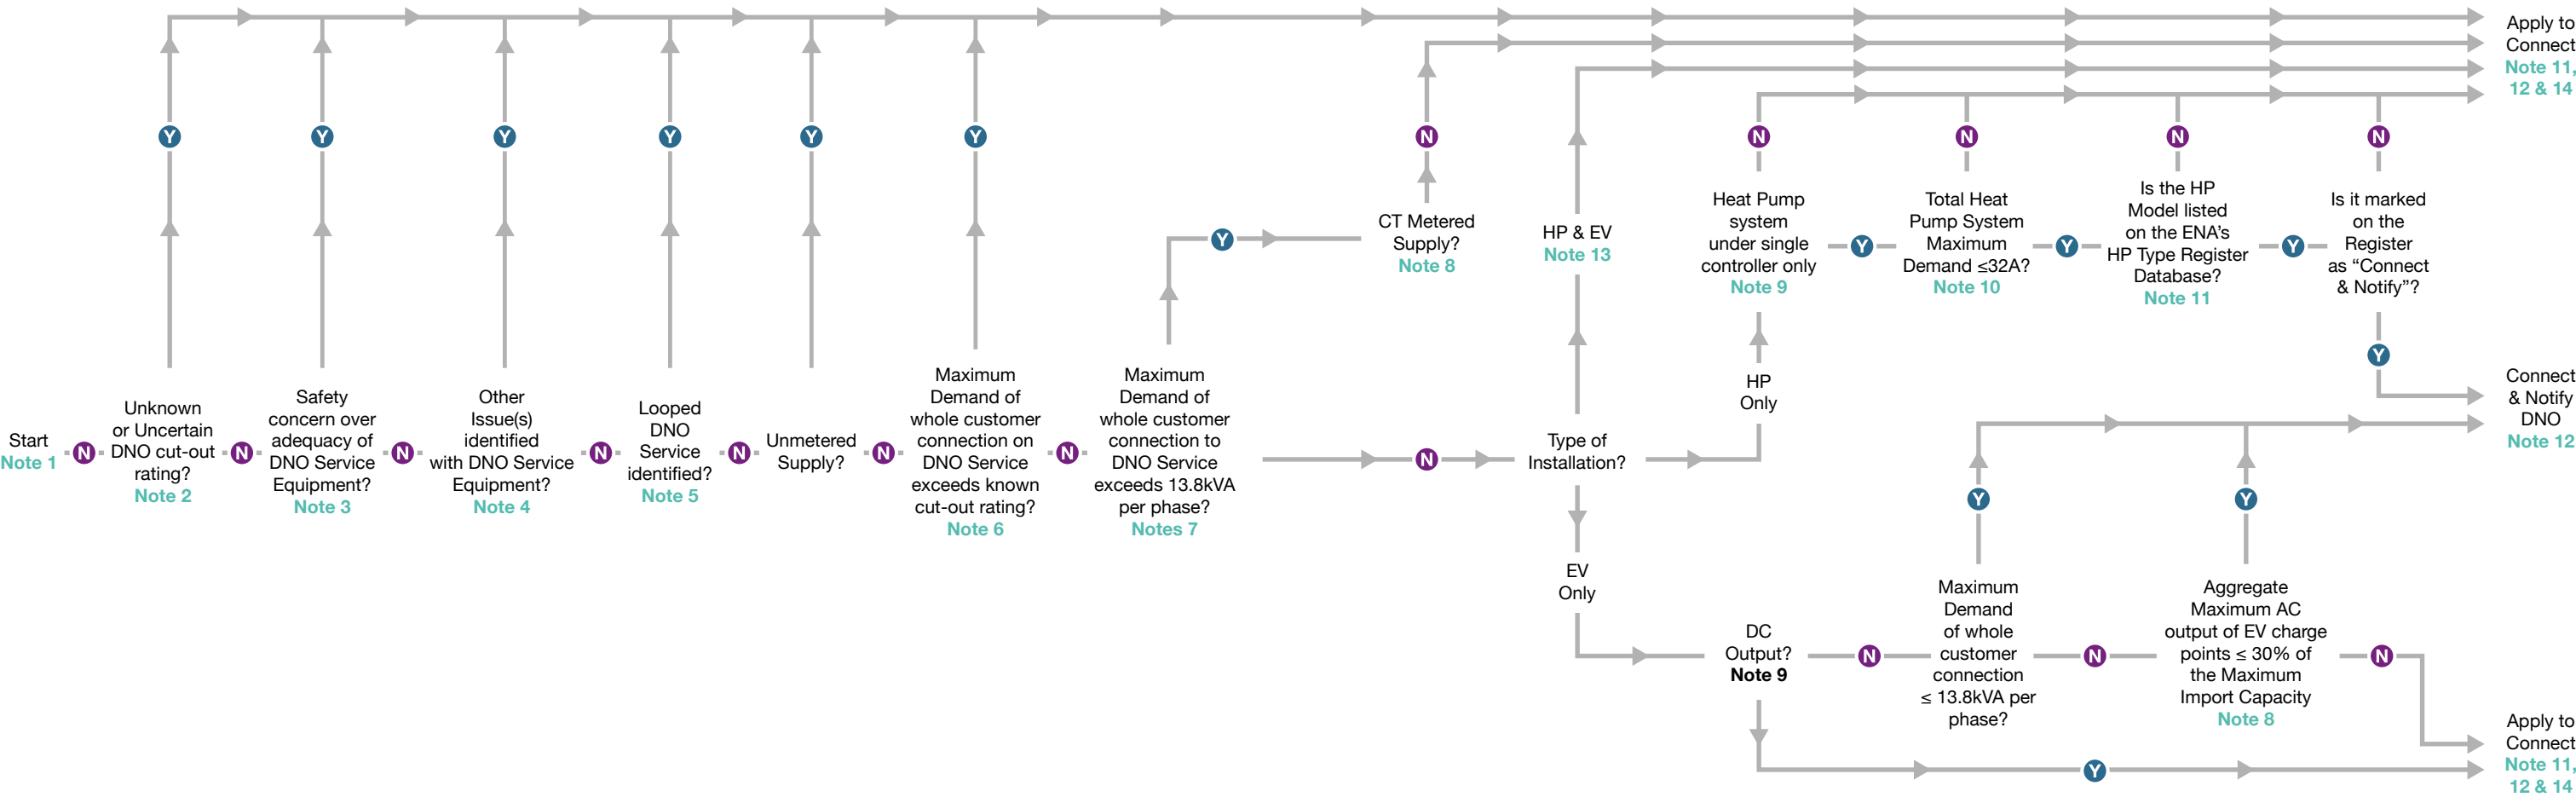 Start
Note 1
N
Unknown
or Uncertain
DNO cut-out
rating?
Note 2
Y
N
Safety
concern over
adequacy of
DNO Service
Equipment?
Note 3
Y
N
Other
Issue(s)
identified
with DNO Service
Equipment?
Note 4
Y
N
Looped
DNO
Service
identified?
Note 5
Y
N
Unmetered
Supply?
Y
N
Maximum
Demand of
whole customer
connection on
DNO Service
exceeds known
cut-out rating?
Note 6
Y
N
Maximum
Demand of
whole customer
connection to
DNO Service
exceeds 13.8kVA
per phase?
Notes 7
Y
CT Metered
Supply?
Note 8
N
N
Type of
Installation?
HP & EV
Note 13
HP
Only
Heat Pump
system
under single
controller only
Note 9
N
Y
Total Heat
Pump System
Maximum
Demand ≤32A?
Note 10
N
Y
Is the HP
Model listed
on the ENA’s
HP Type Register
Database?
Note 11
N
Y
Is it marked
on the
Register
as “Connect
& Notify”?
N
Y
Apply to
Connect
Note 11,
12 & 14
Connect
& Notify
DNO
Note 12
EV
Only
DC
Output?
Note 9
N
Maximum
Demand
of whole
customer
connection
≤ 13.8kVA per
phase?
Y
N
Aggregate
Maximum AC
output of EV charge
points ≤ 30% of
the Maximum
Import Capacity
Note 8
Y
N
Y
Apply to
Connect
Note 11,
12 & 14